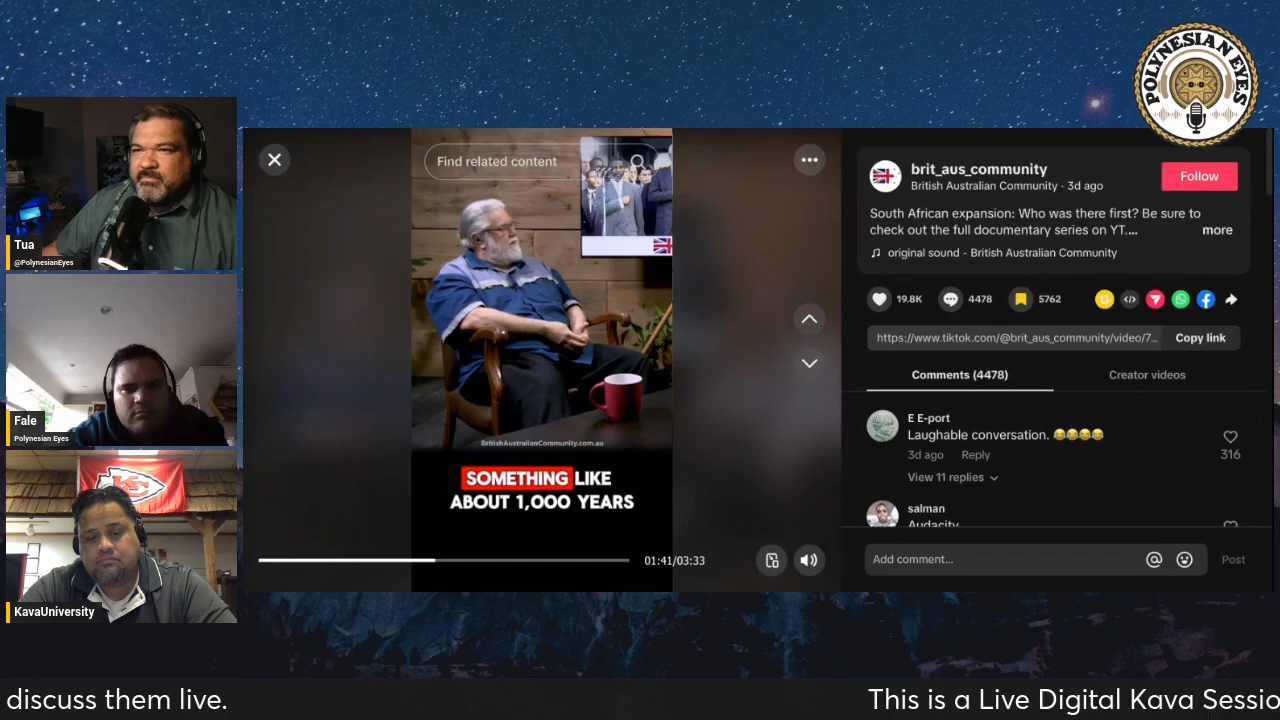 POLYNESIAN EYES
Tua
@PolynesianEyes
Fale
Polynesian Eyes
KavaUniversity
Find related content
BritishAustralianCommunity.com.au
SOMETHING LIKE
ABOUT 1,000 YEARS
01:41/03:33
brit_aus_community
British Australian Community · 3d ago
Follow
South African expansion: Who was there first? Be sure to
check out the full documentary series on YT.... more
original sound - British Australian Community
19.8K 4478 5762
https://www.tiktok.com/@brit_aus_community/video/7... Copy link
Comments (4478) Creator videos
E E-port
Laughable conversation. 😂😂😂😂
3d ago Reply 316
View 11 replies
salman
Audacity
Add comment... Post
discuss them live. This is a Live Digital Kava Sessio